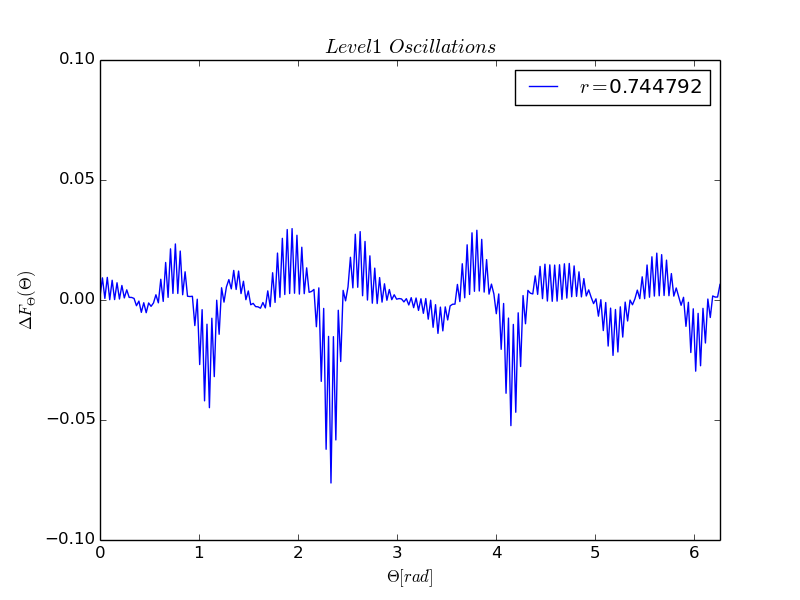 Level1 Oscillations
r=0.744792
0.10
0.05
0.00
−0.05
−0.10
ΔF_Θ(Θ)
0 1 2 3 4 5 6
Θ[rad]